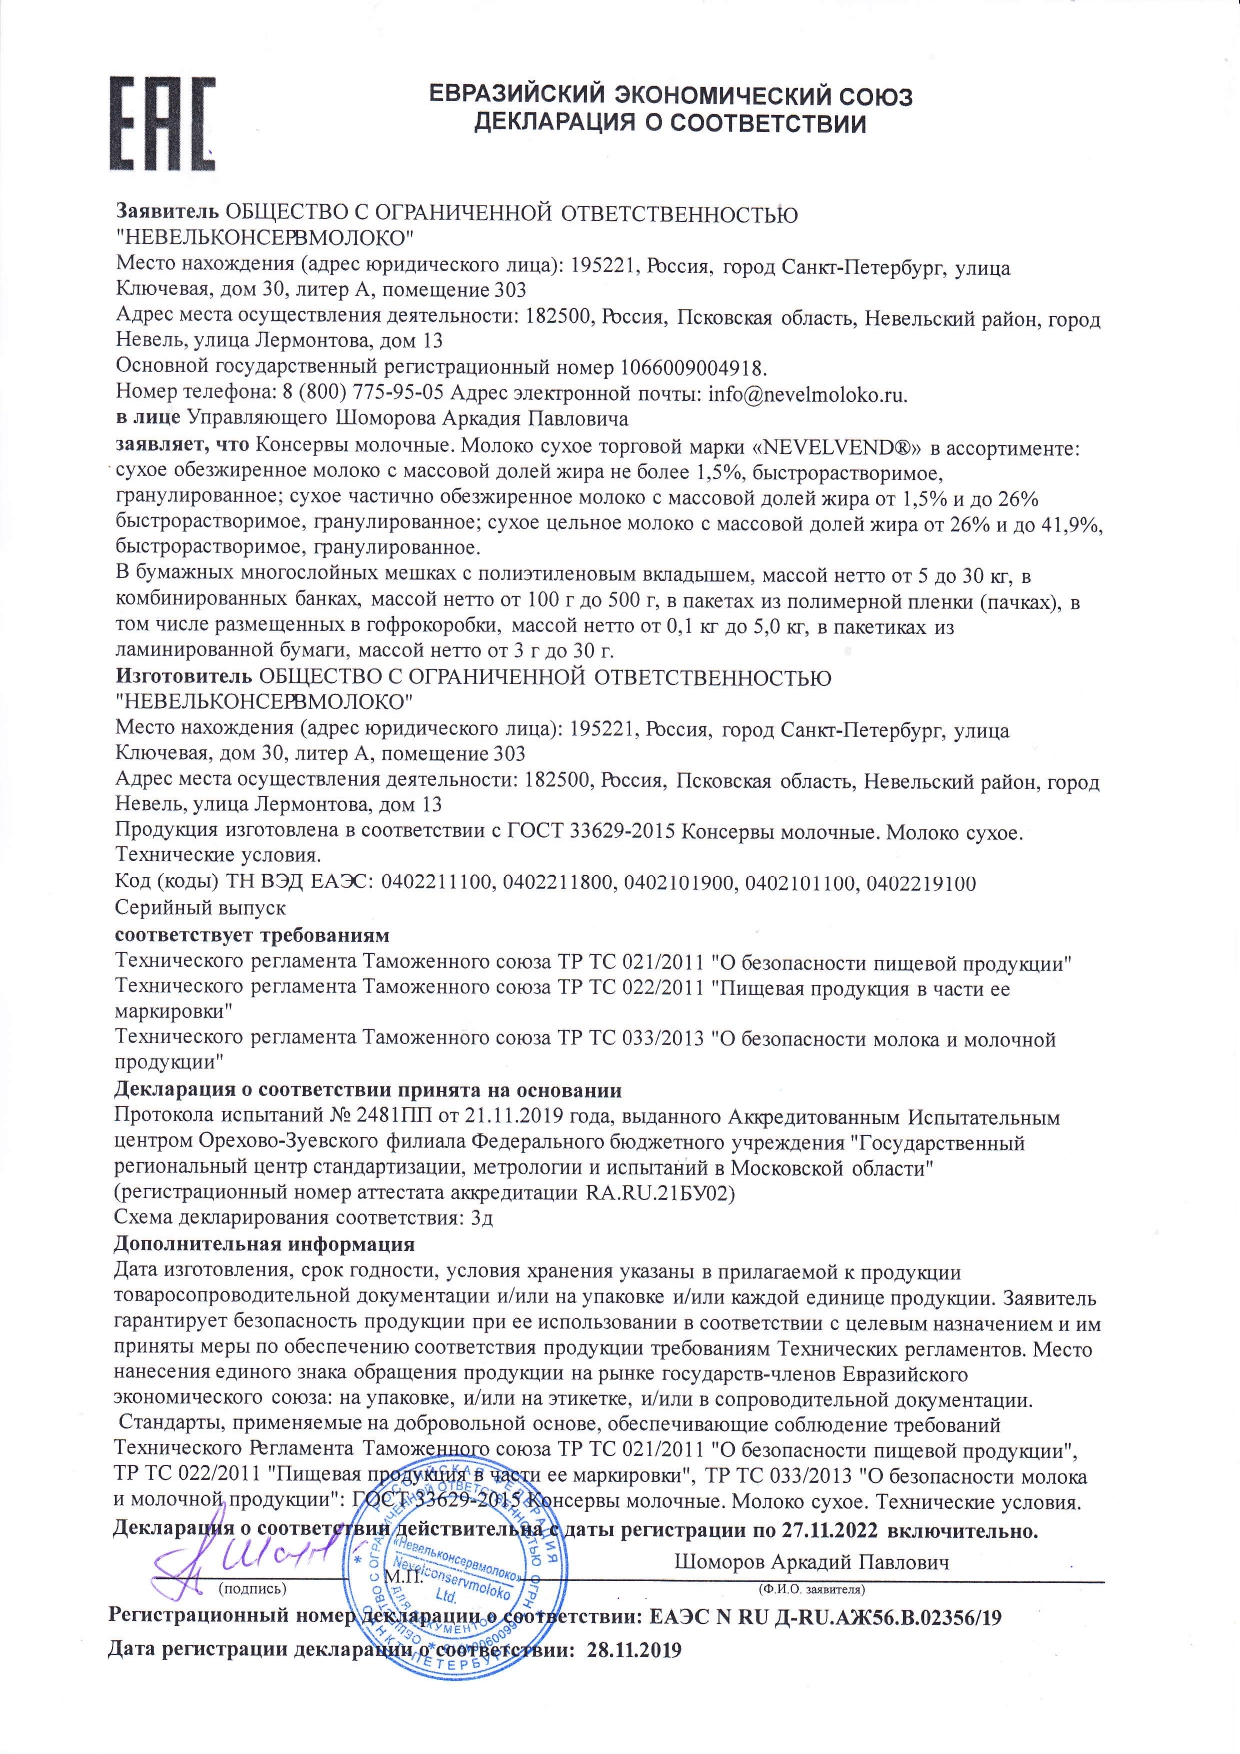 EAC
ЕВРАЗИЙСКИЙ ЭКОНОМИЧЕСКИЙ СОЮЗ
ДЕКЛАРАЦИЯ О СООТВЕТСТВИИ
Заявитель ОБЩЕСТВО С ОГРАНИЧЕННОЙ ОТВЕТСТВЕННОСТЬЮ
"НЕВЕЛЬКОНСЕРВМОЛОКО"
Место нахождения (адрес юридического лица): 195221, Россия, город Санкт-Петербург, улица
Ключевая, дом 30, литер А, помещение 303
Адрес места осуществления деятельности: 182500, Россия, Псковская область, Невельский район, город
Невель, улица Лермонтова, дом 13
Основной государственный регистрационный номер 1066009004918.
Номер телефона: 8 (800) 775-95-05 Адрес электронной почты: info@nevelmoloko.ru.
в лице Управляющего Шоморова Аркадия Павловича
заявляет, что Консервы молочные. Молоко сухое торговой марки «NEVELVEND®» в ассортименте:
сухое обезжиренное молоко с массовой долей жира не более 1,5%, быстрорастворимое,
гранулированное; сухое частично обезжиренное молоко с массовой долей жира от 1,5% и до 26%
быстрорастворимое, гранулированное; сухое цельное молоко с массовой долей жира от 26% и до 41,9%,
быстрорастворимое, гранулированное.
В бумажных многослойных мешках с полиэтиленовым вкладышем, массой нетто от 5 до 30 кг, в
комбинированных банках, массой нетто от 100 г до 500 г, в пакетах из полимерной пленки (пачках), в
том числе размещенных в гофрокоробки, массой нетто от 0,1 кг до 5,0 кг, в пакетиках из
ламинированной бумаги, массой нетто от 3 г до 30 г.
Изготовитель ОБЩЕСТВО С ОГРАНИЧЕННОЙ ОТВЕТСТВЕННОСТЬЮ
"НЕВЕЛЬКОНСЕРВМОЛОКО"
Место нахождения (адрес юридического лица): 195221, Россия, город Санкт-Петербург, улица
Ключевая, дом 30, литер А, помещение 303
Адрес места осуществления деятельности: 182500, Россия, Псковская область, Невельский район, город
Невель, улица Лермонтова, дом 13
Продукция изготовлена в соответствии с ГОСТ 33629-2015 Консервы молочные. Молоко сухое.
Технические условия.
Код (коды) ТН ВЭД ЕАЭС: 0402211100, 0402211800, 0402101900, 0402101100, 0402219100
Серийный выпуск
соответствует требованиям
Технического регламента Таможенного союза ТР ТС 021/2011 "О безопасности пищевой продукции"
Технического регламента Таможенного союза ТР ТС 022/2011 "Пищевая продукция в части ее
маркировки"
Технического регламента Таможенного союза ТР ТС 033/2013 "О безопасности молока и молочной
продукции"
Декларация о соответствии принята на основании
Протокола испытаний № 2481ПП от 21.11.2019 года, выданного Аккредитованным Испытательным
центром Орехово-Зуевского филиала Федерального бюджетного учреждения "Государственный
региональный центр стандартизации, метрологии и испытаний в Московской области"
(регистрационный номер аттестата аккредитации RA.RU.21БУ02)
Схема декларирования соответствия: 3д
Дополнительная информация
Дата изготовления, срок годности, условия хранения указаны в прилагаемой к продукции
товаросопроводительной документации и/или на упаковке и/или каждой единице продукции. Заявитель
гарантирует безопасность продукции при ее использовании в соответствии с целевым назначением и им
приняты меры по обеспечению соответствия продукции требованиям Технических регламентов. Место
нанесения единого знака обращения продукции на рынке государств-членов Евразийского
экономического союза: на упаковке, и/или на этикетке, и/или в сопроводительной документации.
Стандарты, применяемые на добровольной основе, обеспечивающие соблюдение требований
Технического Регламента Таможенного союза ТР ТС 021/2011 "О безопасности пищевой продукции",
ТР ТС 022/2011 "Пищевая продукция в части ее маркировки", ТР ТС 033/2013 "О безопасности молока
и молочной продукции": ГОСТ 33629-2015 Консервы молочные. Молоко сухое. Технические условия.
Декларация о соответствии действительна с даты регистрации по 27.11.2022 включительно.
Шоморов Аркадий Павлович
(подпись)
М.П.
(Ф.И.О. заявителя)
РОССИЙСКАЯ ФЕДЕРАЦИЯ
САНКТ-ПЕТЕРБУРГ
ОБЩЕСТВО С ОГРАНИЧЕННОЙ ОТВЕТСТВЕННОСТЬЮ ОГРН 1066009004918
«Невельконсервмолоко»
Nevelconservmoloko
Ltd.
ДЛЯ ДОКУМЕНТОВ
Регистрационный номер декларации о соответствии: ЕАЭС N RU Д-RU.АЖ56.В.02356/19
Дата регистрации декларации о соответствии: 28.11.2019